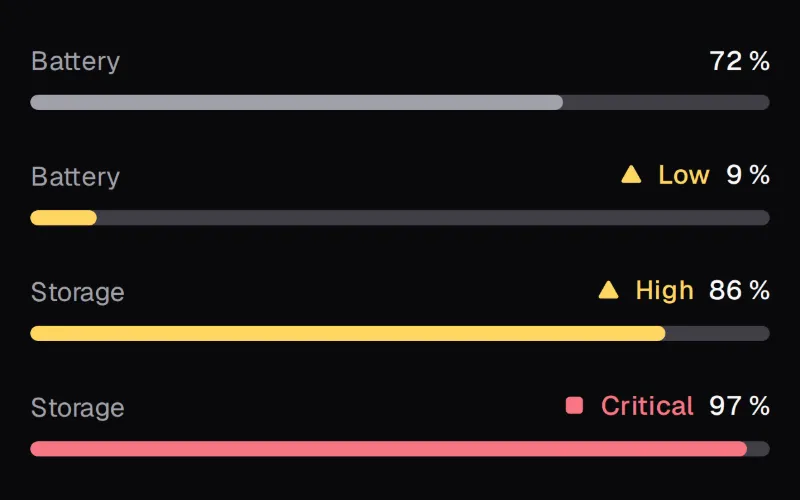 Battery 72 %
Battery Low 9 %
Storage High 86 %
Storage Critical 97 %